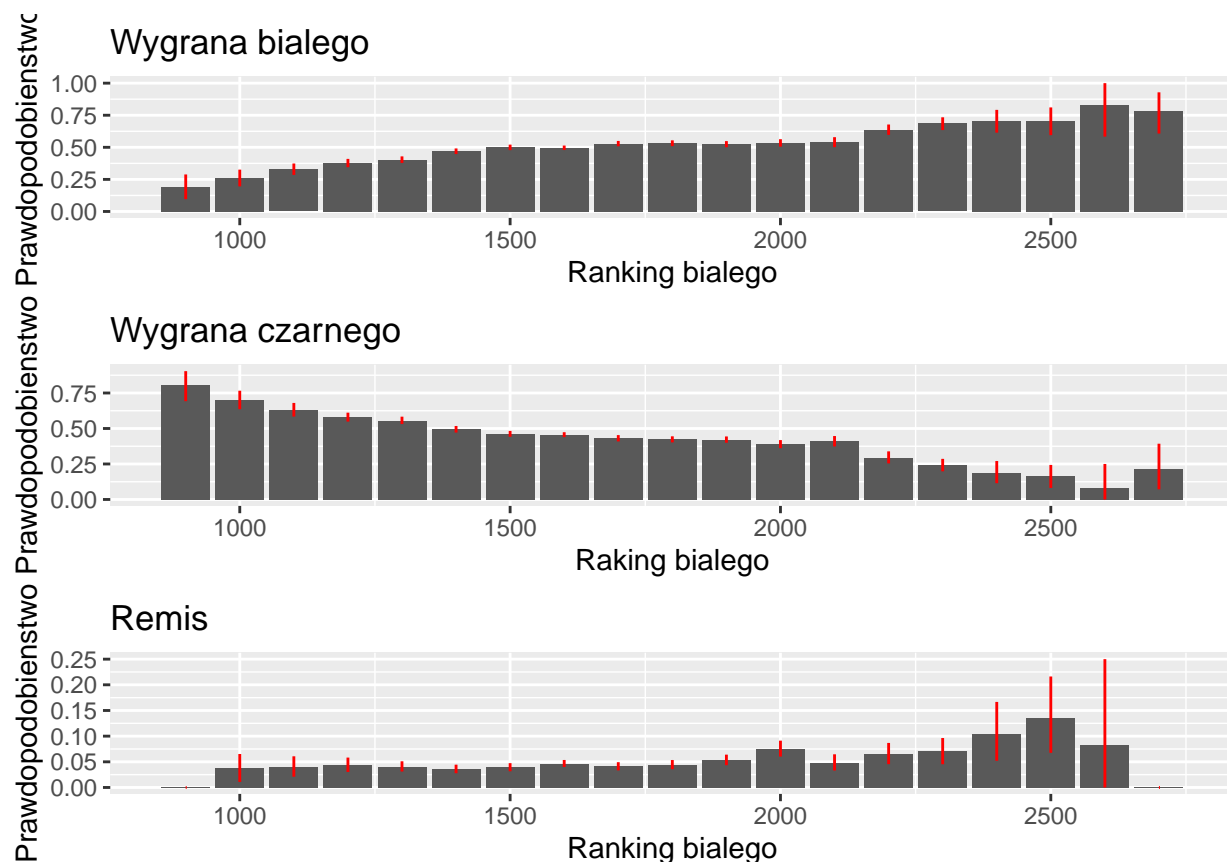 Wygrana bialego
Prawdopodobienstwo
1.00
0.75
0.50
0.25
0.00
1000 1500 2000 2500
Ranking bialego
Wygrana czarnego
Prawdopodobienstwo
0.75
0.50
0.25
0.00
1000 1500 2000 2500
Raking bialego
Remis
Prawdopodobienstwo
0.25
0.20
0.15
0.10
0.05
0.00
1000 1500 2000 2500
Ranking bialego